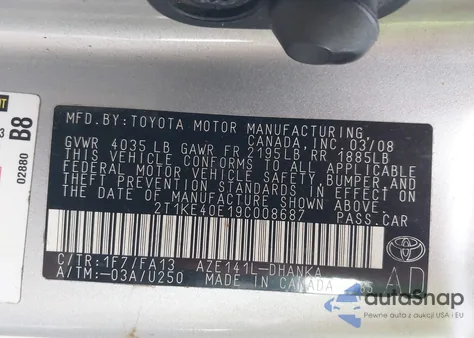 MFD. BY: TOYOTA MOTOR MANUFACTURING,
CANADA, INC. 03/08
GVWR 4035 LB GAWR FR 2195LB RR 1885LB
THIS VEHICLE CONFORMS TO ALL APPLICABLE
FEDERAL MOTOR VEHICLE SAFETY, BUMPER, AND
THEFT PREVENTION STANDARDS IN EFFECT ON
THE DATE OF MANUFACTURE SHOWN ABOVE.
2T1KE40E19C008687 PASS.CAR
C/TR: 1F7/FA13 AZE141L-DHANKA
A/TM: -03A/U250 MADE IN CANADA
AD
B8
02880
autaSnap
Pewne auta z aukcji USA i EU